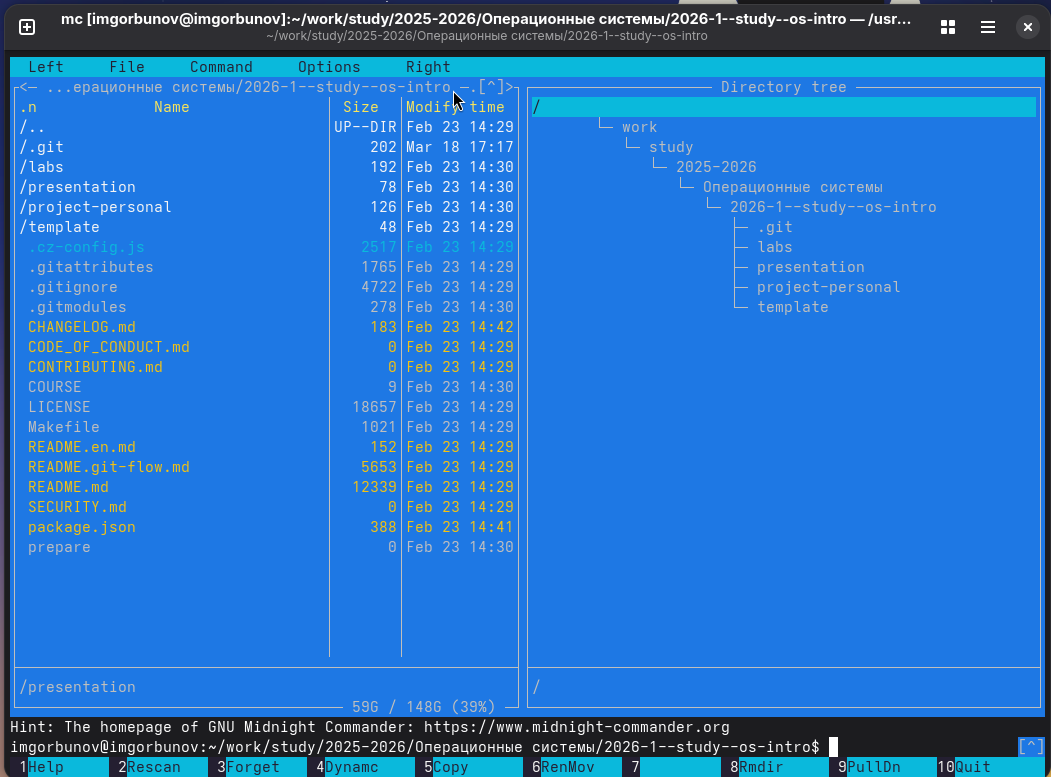 mc [imgorbunov@imgorbunov]:~/work/study/2025-2026/Операционные системы/2026-1--study--os-intro — /usr...
~/work/study/2025-2026/Операционные системы/2026-1--study--os-intro
Left File Command Options Right
<— ...ерационные системы/2026-1--study--os-intro —.[^]>
.n Name Size Modify time
/.. UP--DIR Feb 23 14:29
/.git 202 Mar 18 17:17
/labs 192 Feb 23 14:30
/presentation 78 Feb 23 14:30
/project-personal 126 Feb 23 14:30
/template 48 Feb 23 14:29
.cz-config.js 2517 Feb 23 14:29
.gitattributes 1765 Feb 23 14:29
.gitignore 4722 Feb 23 14:29
.gitmodules 278 Feb 23 14:30
CHANGELOG.md 183 Feb 23 14:42
CODE_OF_CONDUCT.md 0 Feb 23 14:29
CONTRIBUTING.md 0 Feb 23 14:29
COURSE 9 Feb 23 14:30
LICENSE 18657 Feb 23 14:29
Makefile 1021 Feb 23 14:29
README.en.md 152 Feb 23 14:29
README.git-flow.md 5653 Feb 23 14:29
README.md 12339 Feb 23 14:29
SECURITY.md 0 Feb 23 14:29
package.json 388 Feb 23 14:41
prepare 0 Feb 23 14:30
/presentation
59G / 148G (39%)
Directory tree
/
work
study
2025-2026
Операционные системы
2026-1--study--os-intro
.git
labs
presentation
project-personal
template
/
Hint: The homepage of GNU Midnight Commander: https://www.midnight-commander.org
imgorbunov@imgorbunov:~/work/study/2025-2026/Операционные системы/2026-1--study--os-intro$ [^]
1Help 2Rescan 3Forget 4Dynamc 5Copy 6RenMov 7 8Rmdir 9PullDn 10Quit